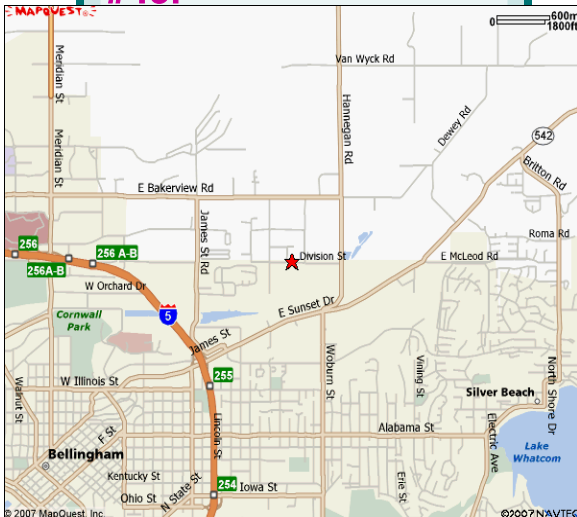 MAPQUEST
600m
1800ft
Meridian St
Van Wyck Rd
Hannegan Rd
Dewey Rd
542
Meridian St
Britton Rd
E Bakerview Rd
James St Rd
Roma Rd
256
256 A-B
Division St
E McLeod Rd
256A-B
W Orchard Dr
E Sunset Dr
Cornwall
Park
5
James St
Woburn St
Vining St
North Shore Dr
W Illinois St
255
Walnut St
Silver Beach
Lincoln St
F St
Alabama St
Electric Ave
Bellingham
Lake
Whatcom
Kentucky St
N State St
254
Iowa St
Erie St
Ohio St
© 2007 MapQuest, Inc.
©2007 NAVTEQ